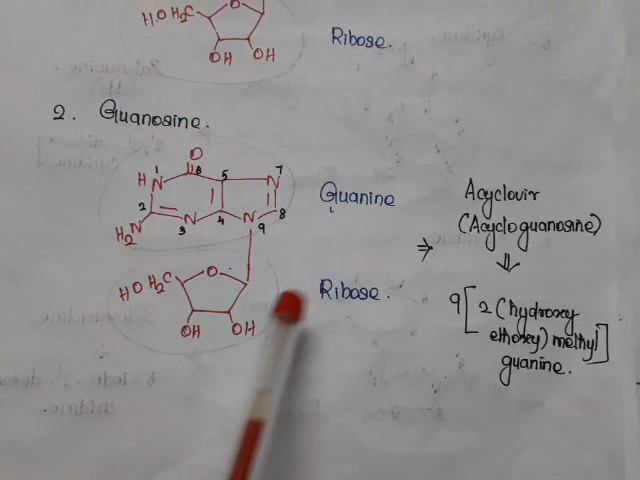 HOH₂C
O
OH OH
Ribose.
2. Guanosine.
O
1 6 5 7
H N N
2 8
H₂N N 4 N
3 9
Guanine
HOH₂C O
OH OH
Ribose.
⇒
Acyclovir
(Acycloguanosine)
⇓
9[2(hydroxy
ethoxy)methyl]
guanine.